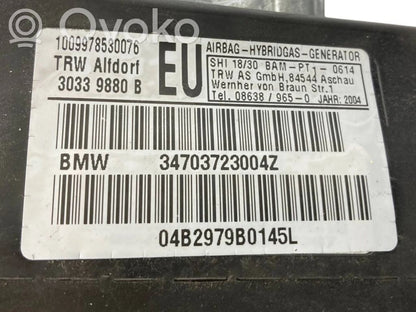 © OVOKO
1009978530076
TRW Alfdorf
3033 9880 B
EU
AIRBAG-HYBRIDGAS-GENERATOR
SHI 18/30 BAM-PT1-0614
TRW AS GmbH,84544 Aschau
Wernher von Braun Str.1
Tel. 08638/965-0 JAHR: 2004
BMW 34703723004Z
04B2979B0145L